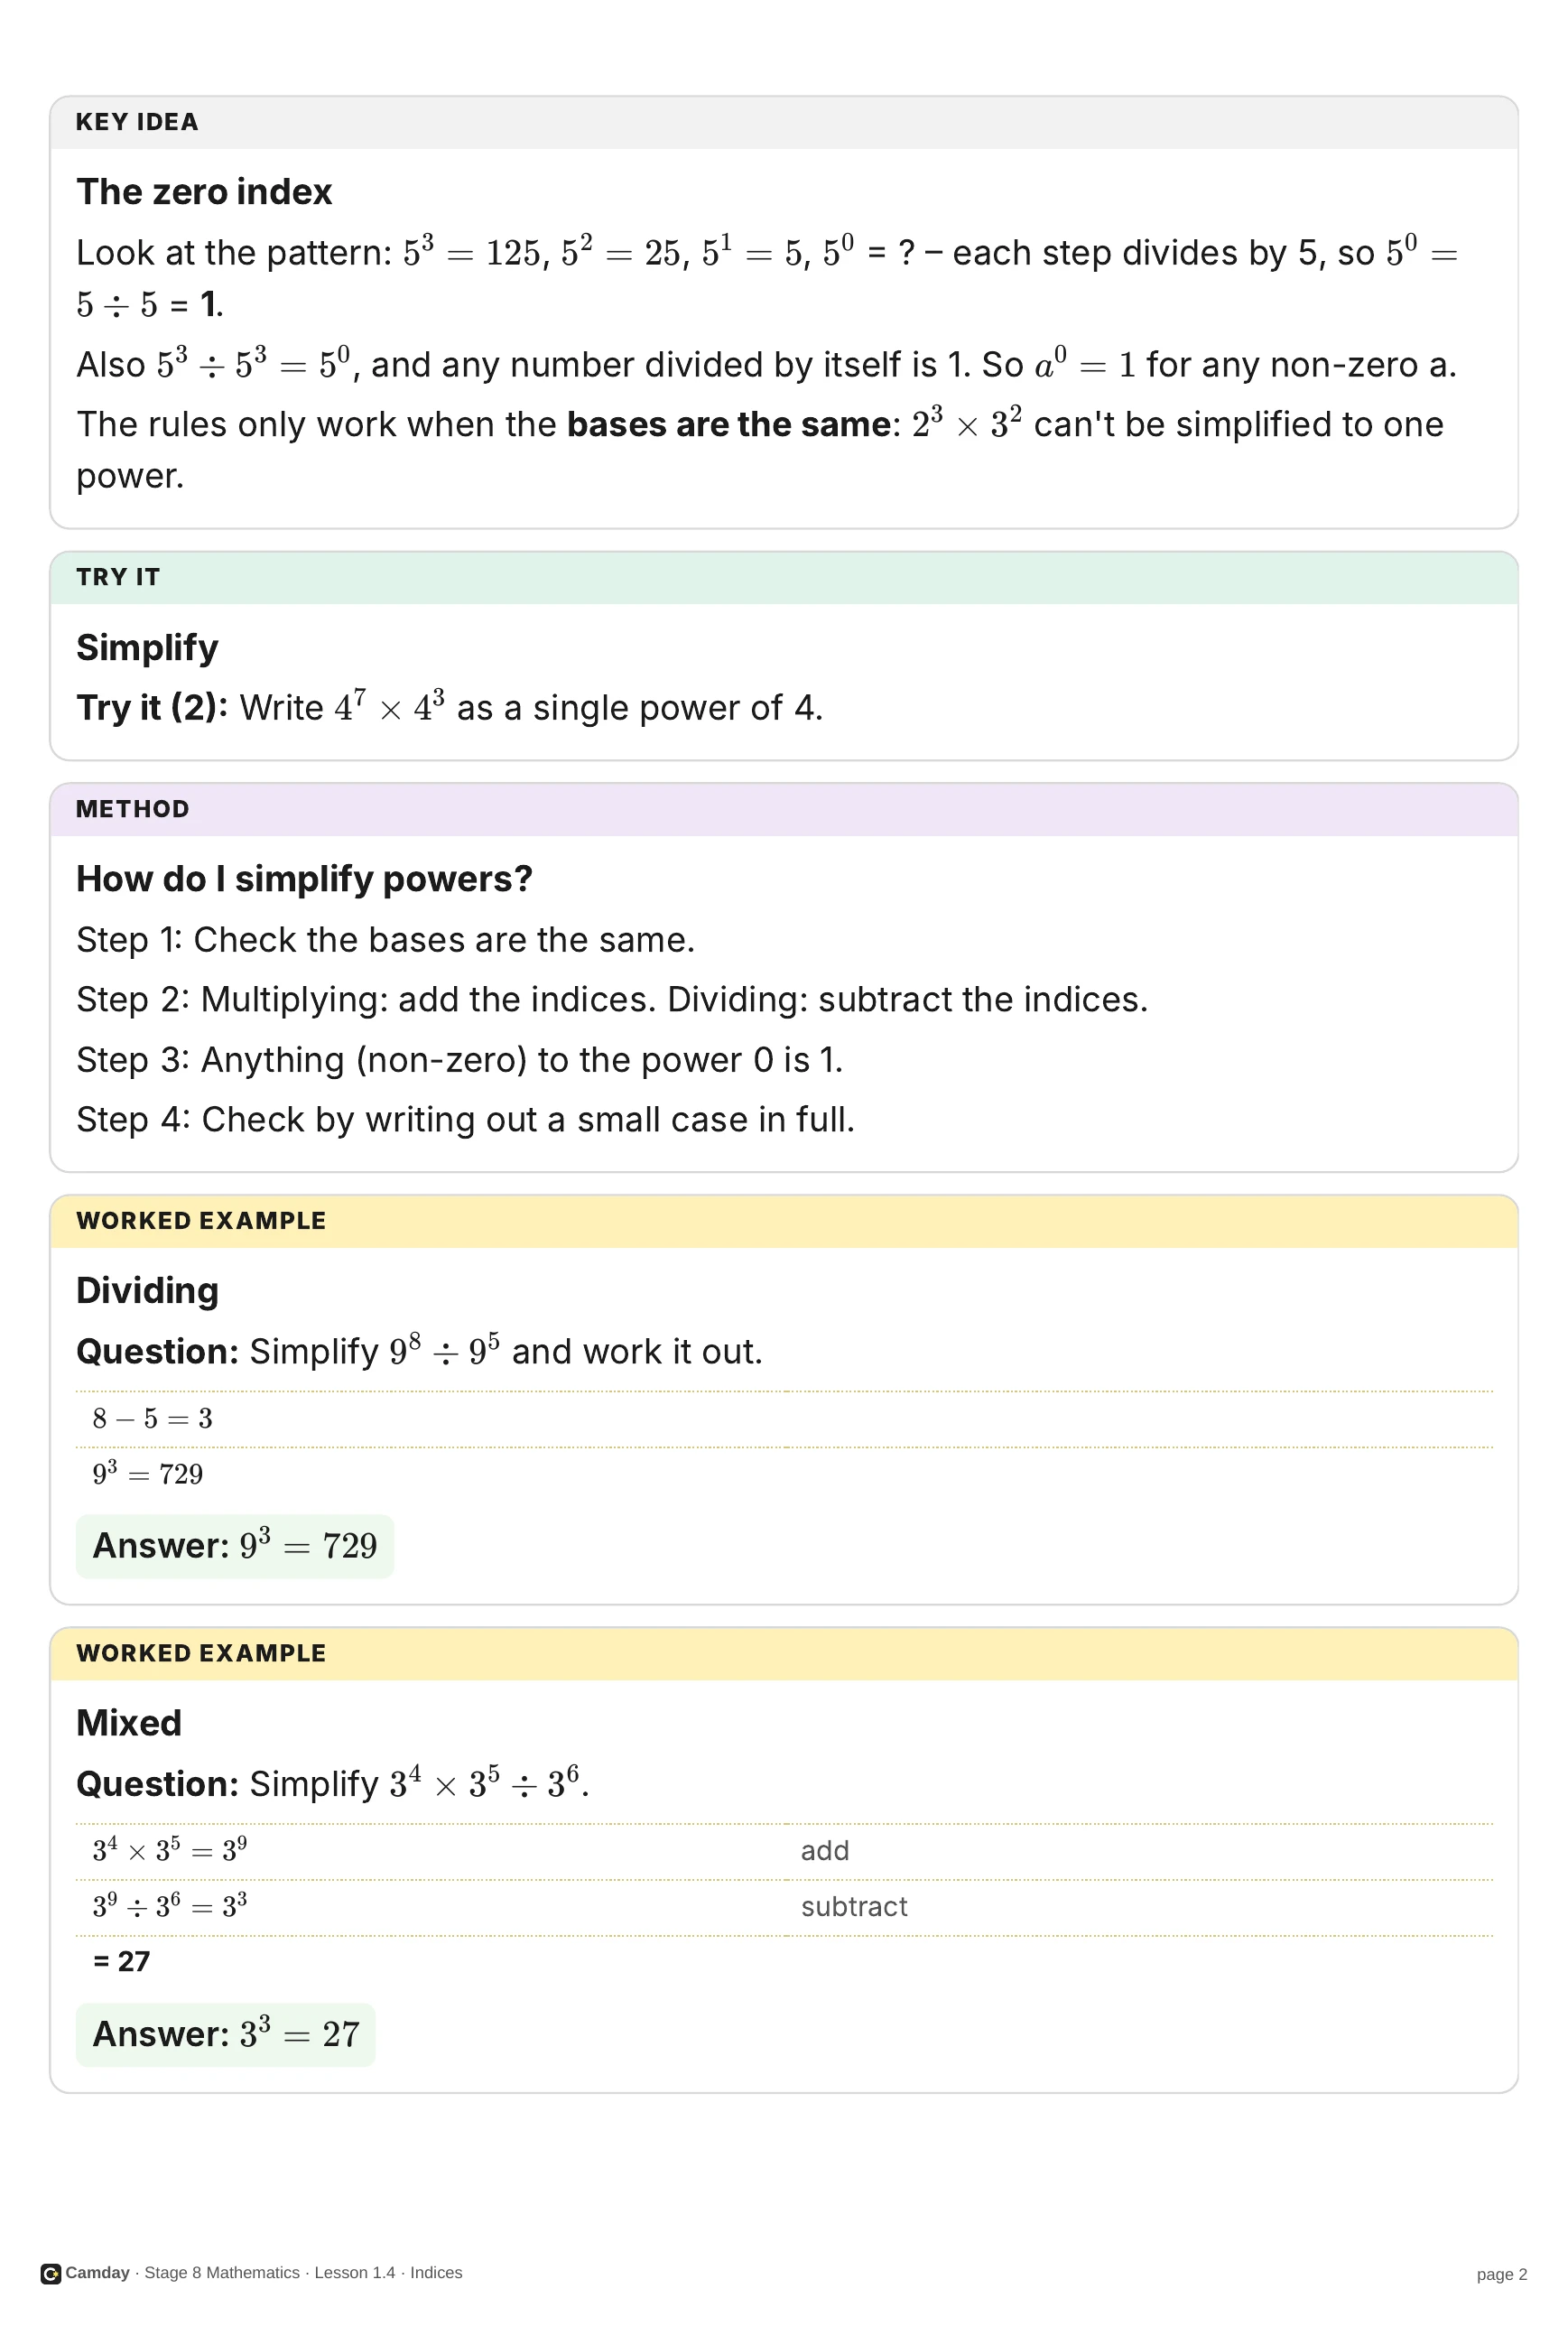 KEY IDEA
The zero index
Look at the pattern: 5³ = 125, 5² = 25, 5¹ = 5, 5⁰ = ? – each step divides by 5, so 5⁰ =
5 ÷ 5 = 1.
Also 5³ ÷ 5³ = 5⁰, and any number divided by itself is 1. So a⁰ = 1 for any non-zero a.
The rules only work when the bases are the same: 2³ × 3² can't be simplified to one
power.
TRY IT
Simplify
Try it (2): Write 4⁷ × 4³ as a single power of 4.
METHOD
How do I simplify powers?
Step 1: Check the bases are the same.
Step 2: Multiplying: add the indices. Dividing: subtract the indices.
Step 3: Anything (non-zero) to the power 0 is 1.
Step 4: Check by writing out a small case in full.
WORKED EXAMPLE
Dividing
Question: Simplify 9⁸ ÷ 9⁵ and work it out.
8 − 5 = 3
9³ = 729
Answer: 9³ = 729
WORKED EXAMPLE
Mixed
Question: Simplify 3⁴ × 3⁵ ÷ 3⁶.
3⁴ × 3⁵ = 3⁹ add
3⁹ ÷ 3⁶ = 3³ subtract
= 27
Answer: 3³ = 27
Camday · Stage 8 Mathematics · Lesson 1.4 · Indices page 2